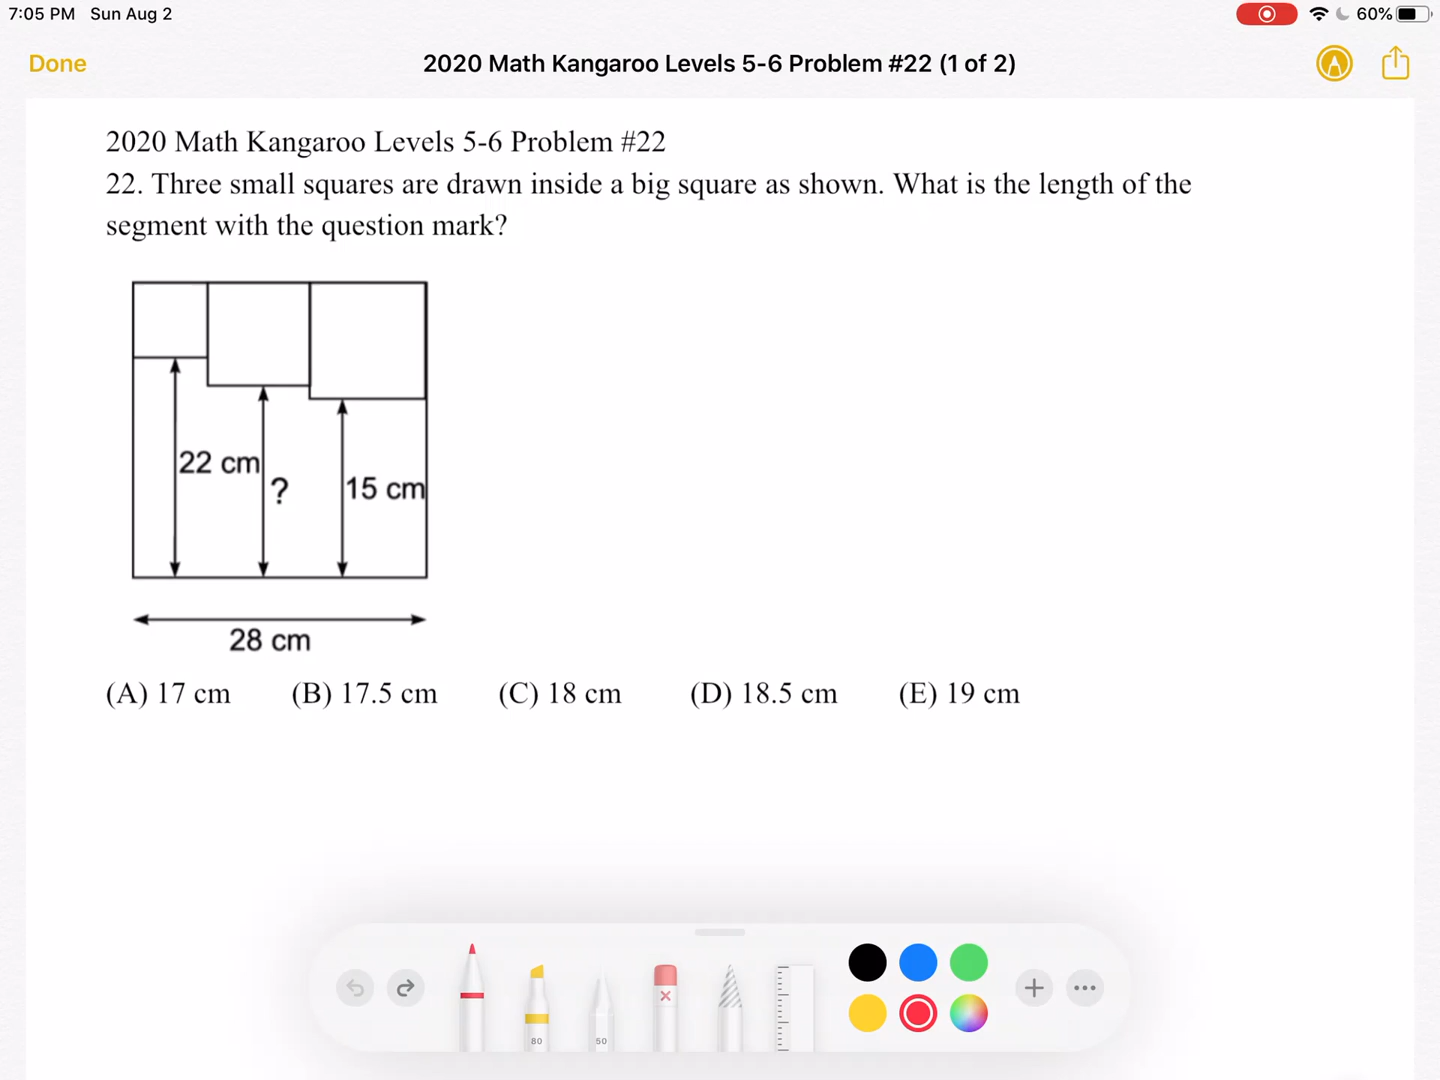 7:05 PM Sun Aug 2
60%
Done
2020 Math Kangaroo Levels 5-6 Problem #22 (1 of 2)
2020 Math Kangaroo Levels 5-6 Problem #22
22. Three small squares are drawn inside a big square as shown. What is the length of the
segment with the question mark?
22 cm
?
15 cm
28 cm
(A) 17 cm (B) 17.5 cm (C) 18 cm (D) 18.5 cm (E) 19 cm
80
50